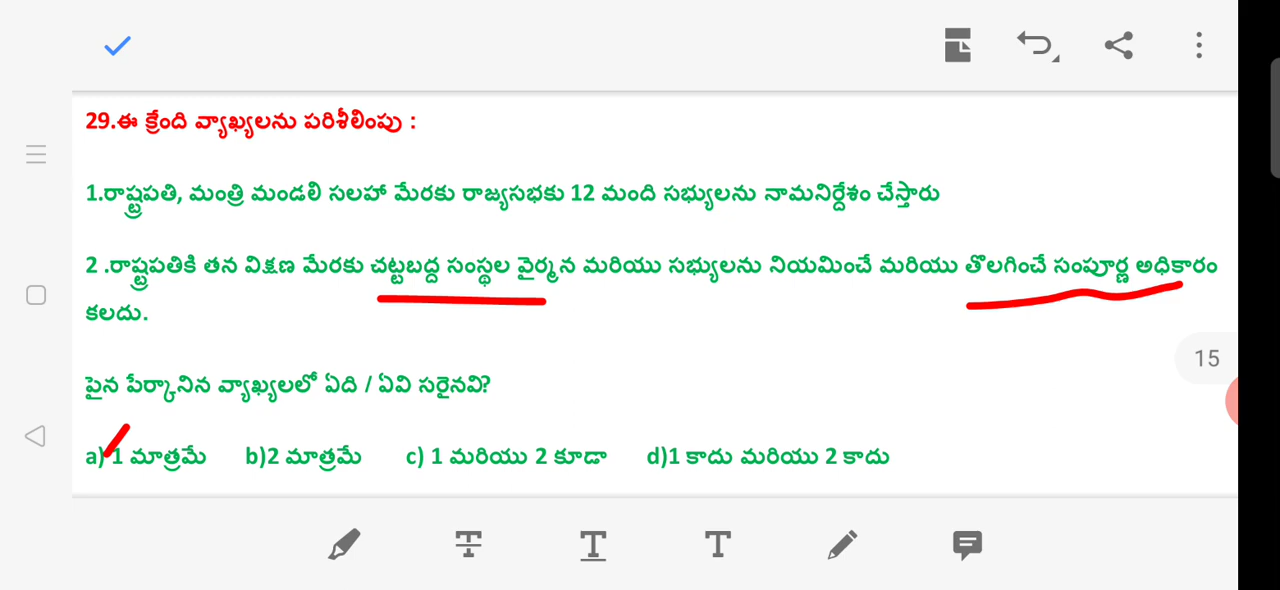 29.ఈ క్రేంది వ్యాఖ్యలను పరిశీలింపు :
1.రాష్ట్రపతి, మంత్రి మండలి సలహా మేరకు రాజ్యసభకు 12 మంది సభ్యులను నామనిర్దేశం చేస్తారు
2 .రాష్ట్రపతికి తన విక్షణ మేరకు చట్టబద్ద సంస్థల వైర్మన మరియు సభ్యులను నియమించే మరియు తొలగించే సంపూర్ణ అధికారం
కలదు.
15
పైన పేర్కొనిన వ్యాఖ్యలలో ఏది / ఏవి సరైనవి?
a) 1 మాత్రమే b)2 మాత్రమే c) 1 మరియు 2 కూడా d)1 కాదు మరియు 2 కాదు